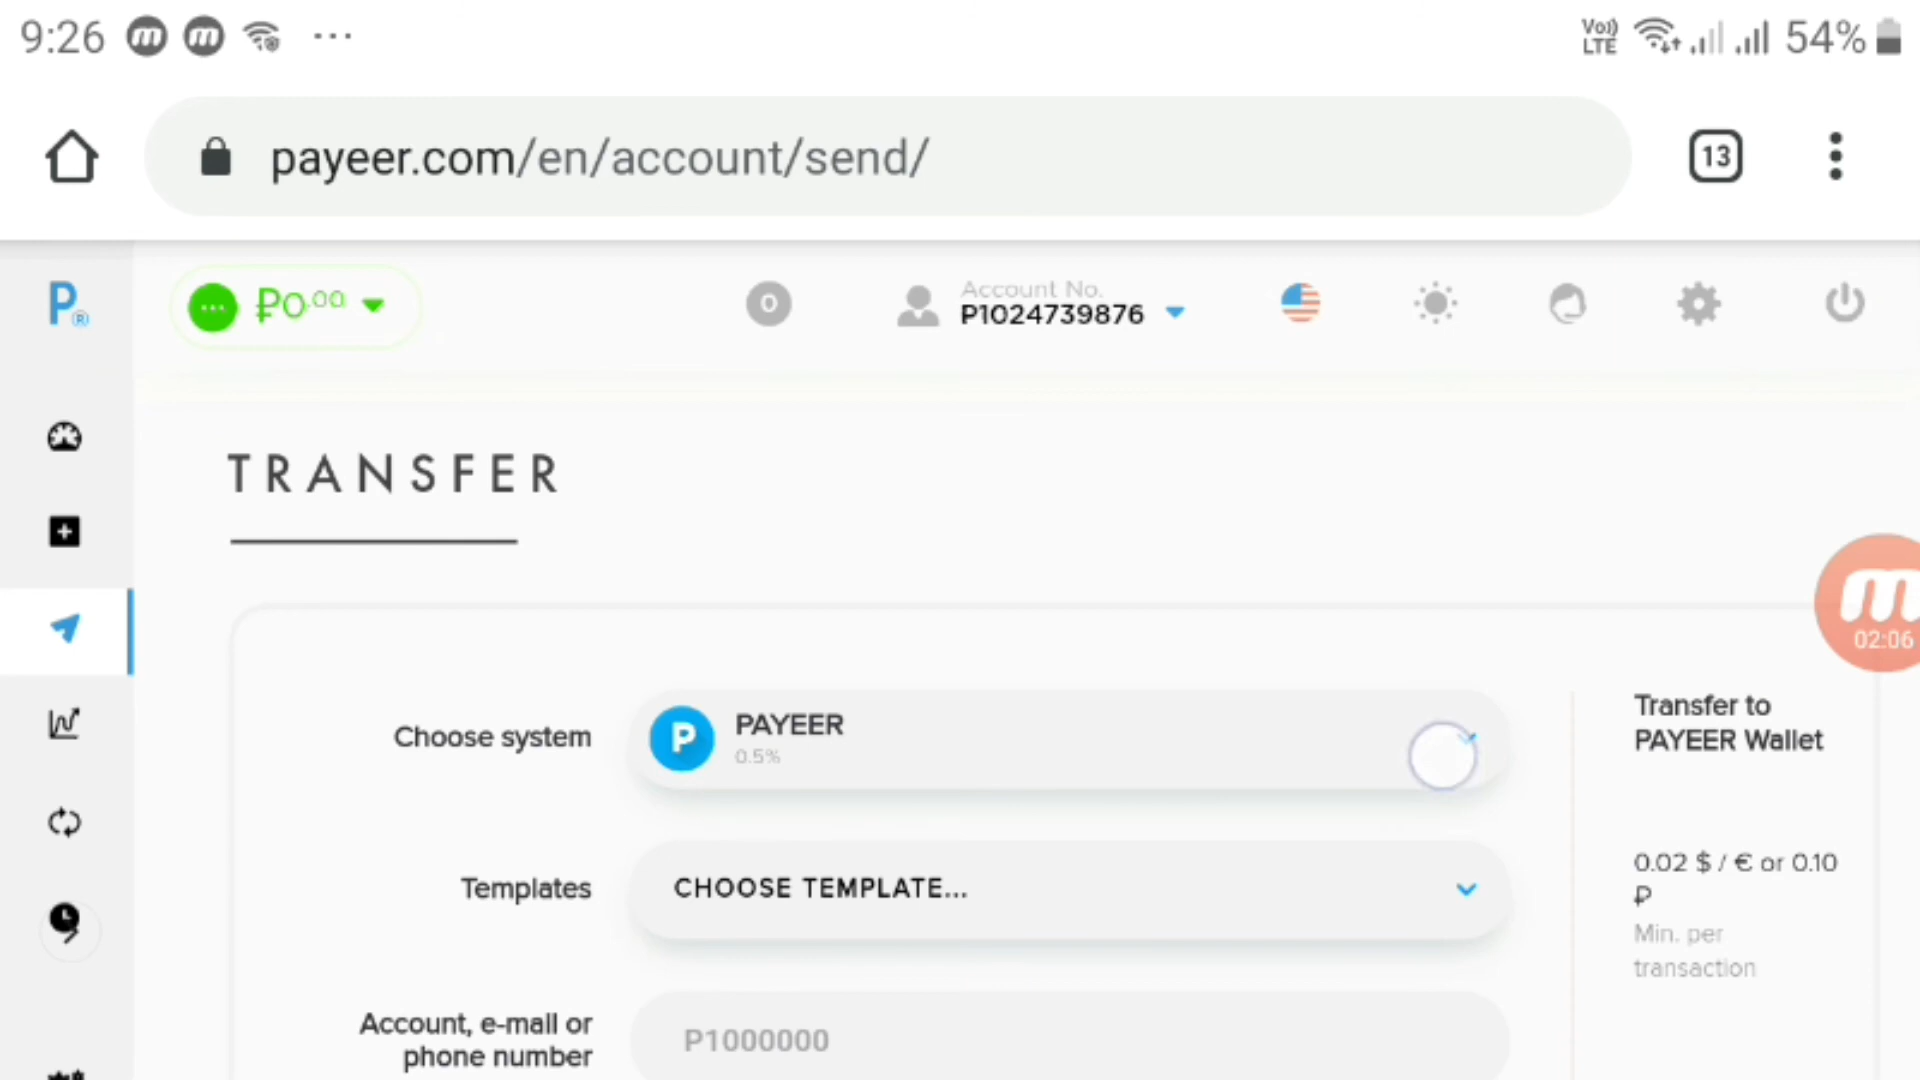 9:26
Vo)) LTE
54%
payeer.com/en/account/send/
13
P®
₽0.00
0
Account No.
P1024739876
TRANSFER
m
02:06
Choose system
P
PAYEER
0.5%
Transfer to
PAYEER Wallet
Templates
CHOOSE TEMPLATE...
0.02 $ / € or 0.10
₽
Min. per
transaction
Account, e-mail or
phone number
P1000000